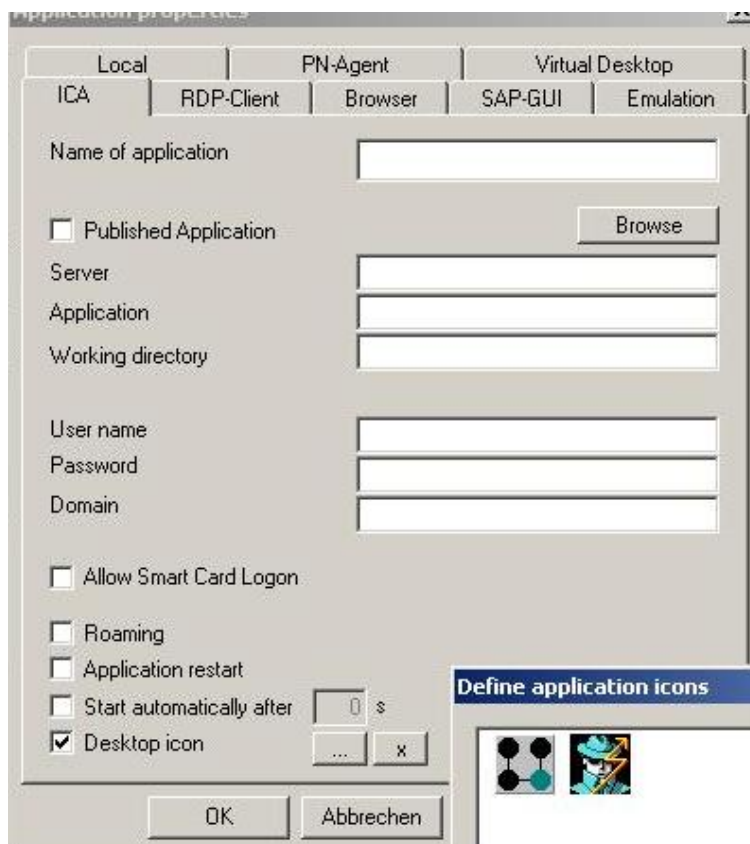 Application properties
Local PN-Agent Virtual Desktop
ICA RDP-Client Browser SAP-GUI Emulation
Name of application
Published Application Browse
Server
Application
Working directory
User name
Password
Domain
Allow Smart Card Logon
Roaming
Application restart
Start automatically after 0 s
Desktop icon ... x
Define application icons
OK Abbrechen